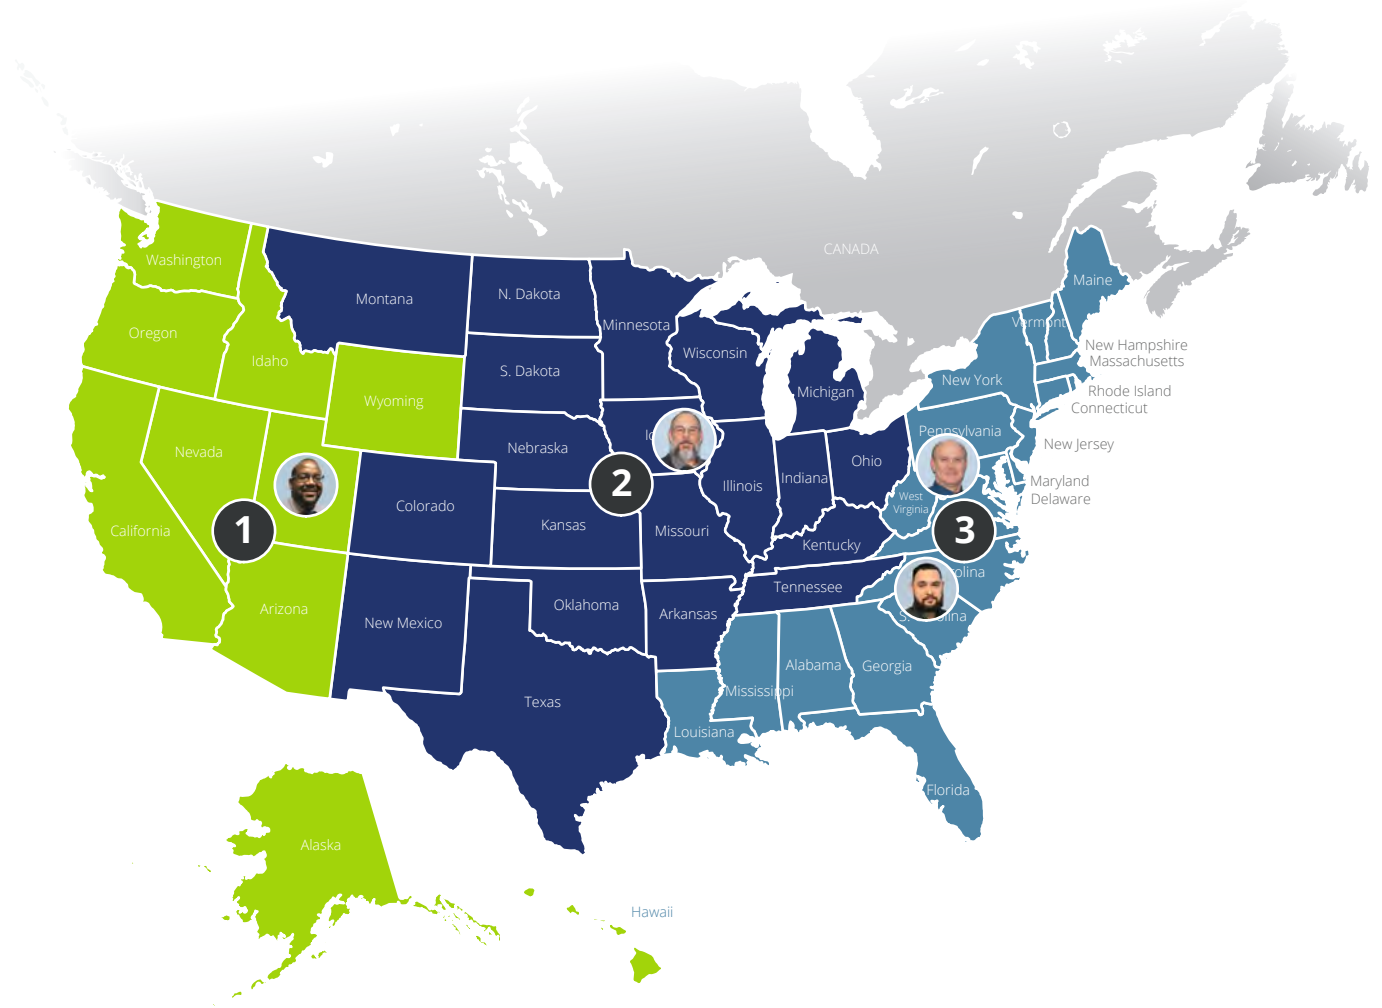 CANADA
Washington
Oregon
Idaho
Montana
N. Dakota
S. Dakota
Minnesota
Wisconsin
Michigan
Vermont
Maine
New Hampshire
Massachusetts
Rhode Island
Connecticut
New York
New Jersey
Maryland
Delaware
Pennsylvania
Wyoming
Nevada
California
Nebraska
Colorado
Kansas
Illinois
Indiana
Ohio
West
Virginia
1
2
3
Missouri
Kentucky
Tennessee
Arizona
New Mexico
Oklahoma
Arkansas
Texas
Mississippi
Alabama
Georgia
Louisiana
Florida
Alaska
Hawaii